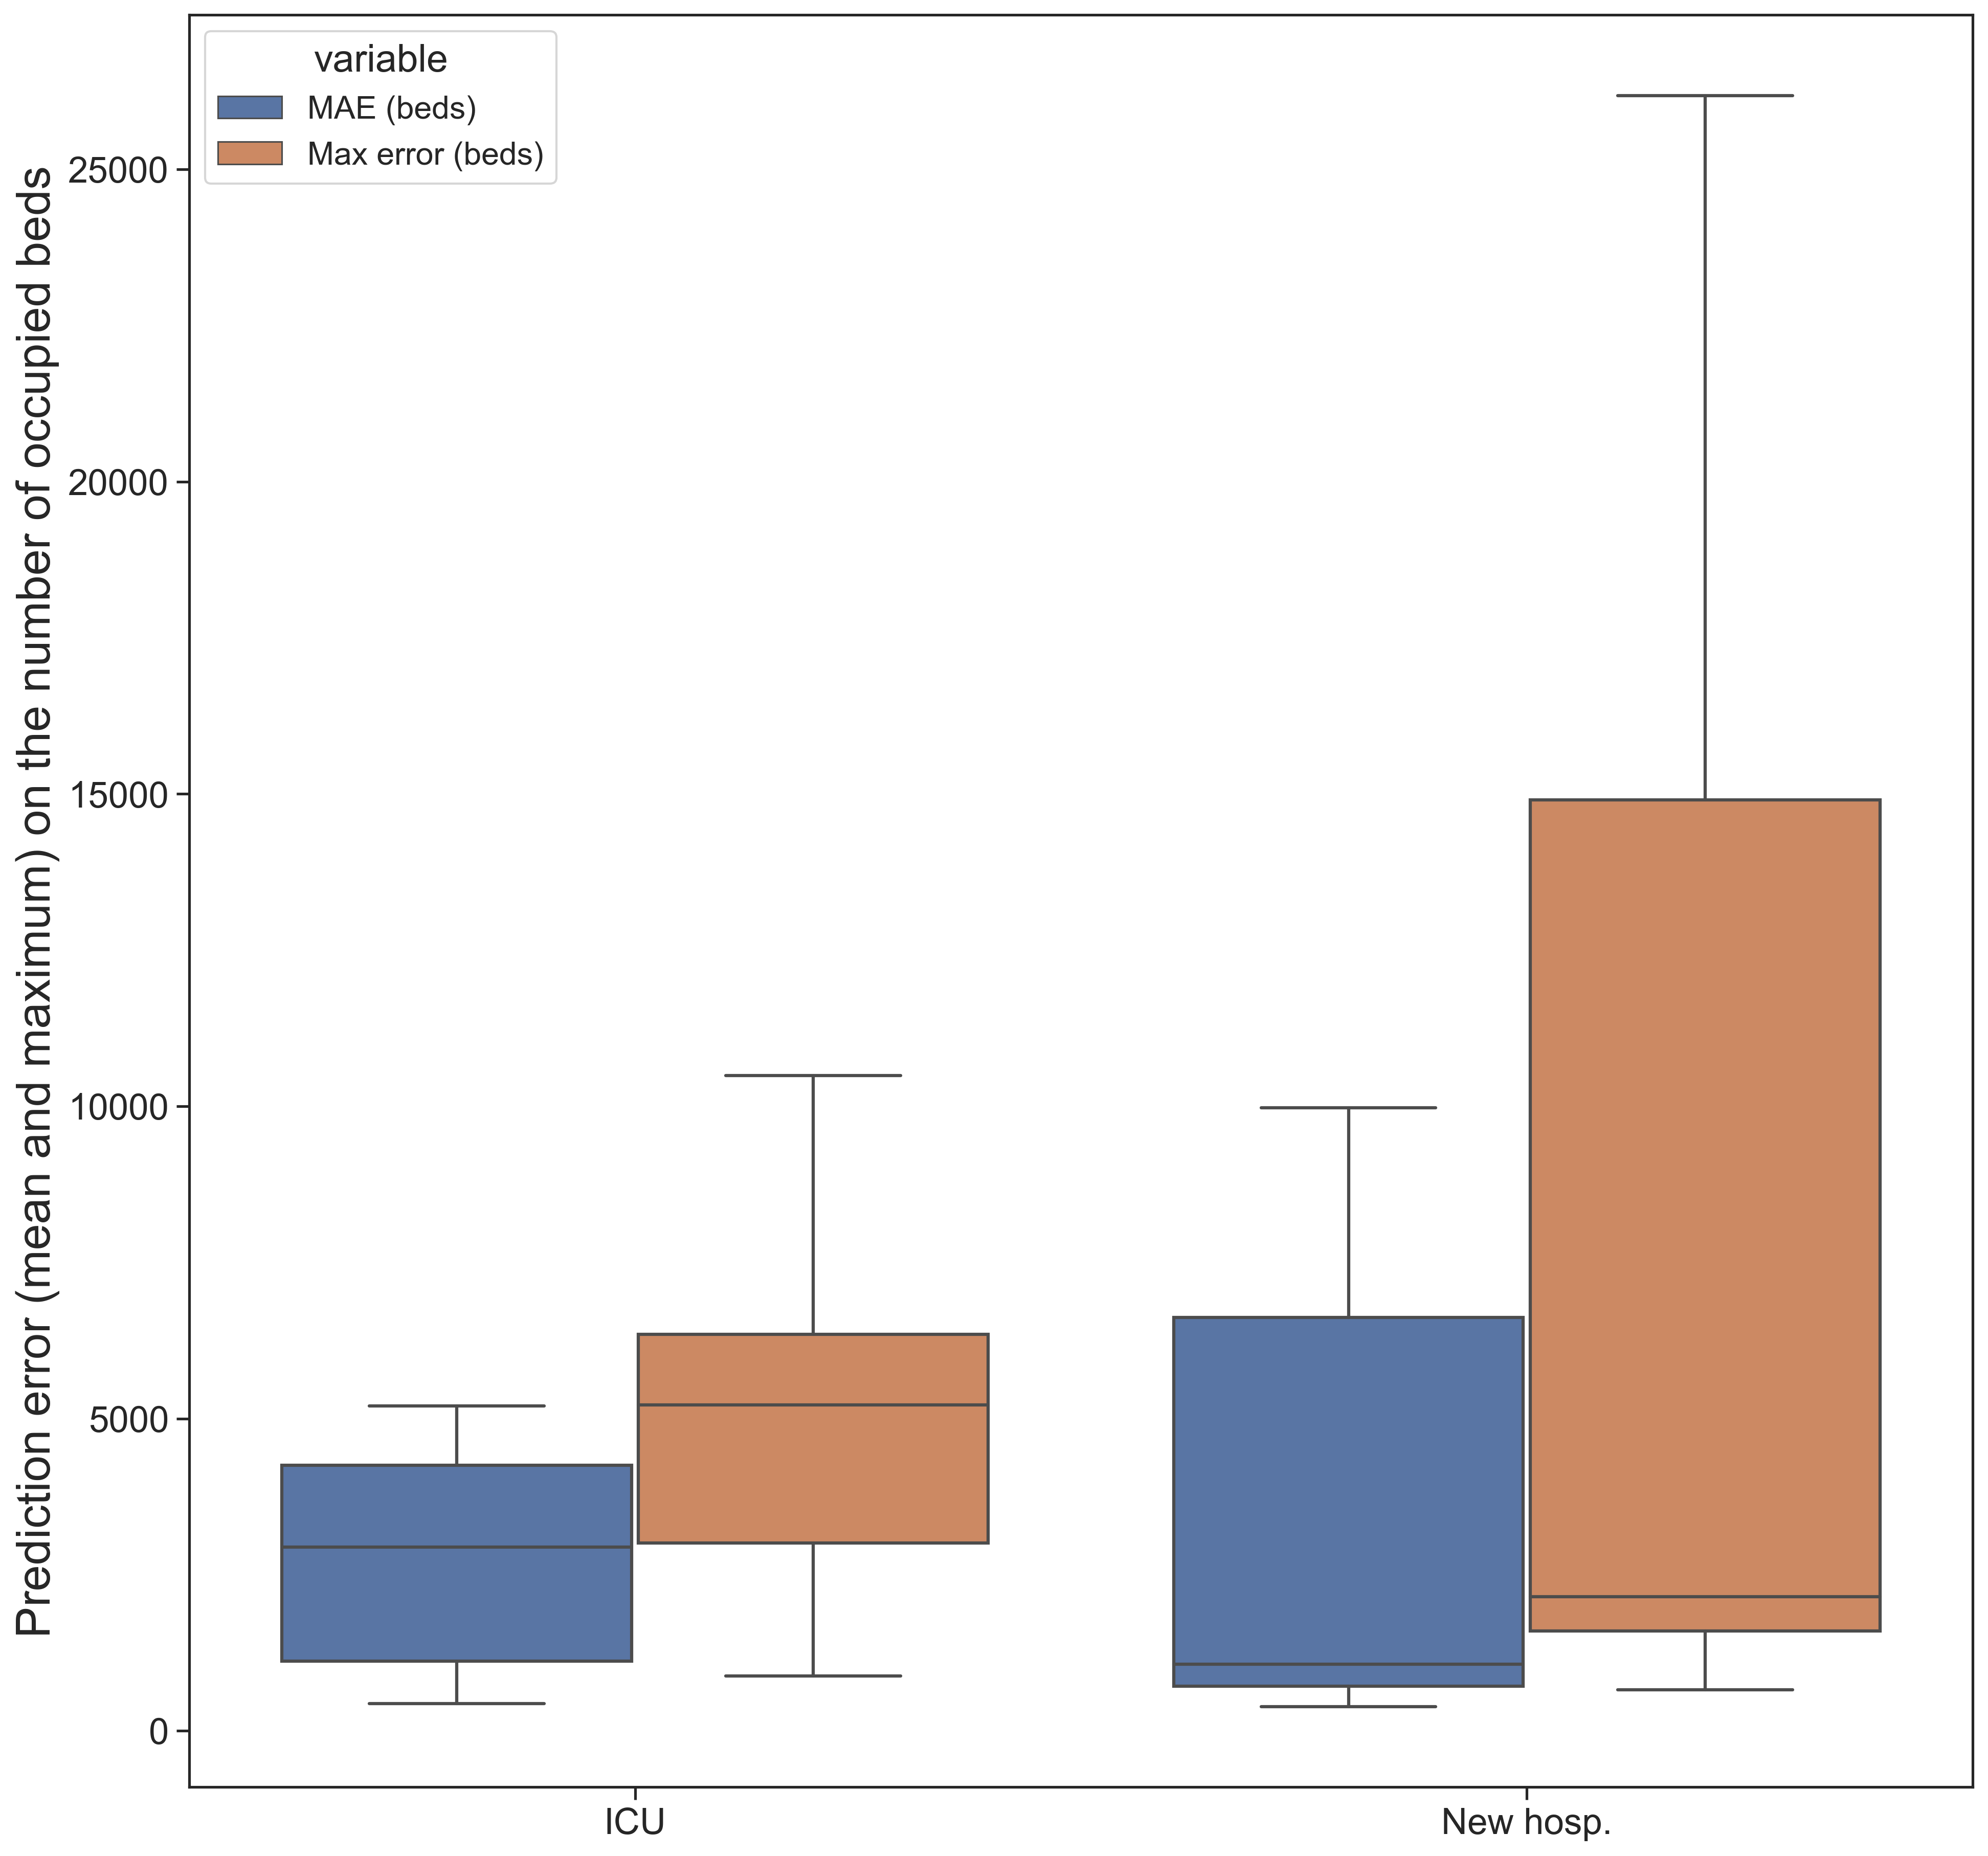 variable
MAE (beds)
Max error (beds)
Prediction error (mean and maximum) on the number of occupied beds
25000
20000
15000
10000
5000
0
ICU
New hosp.